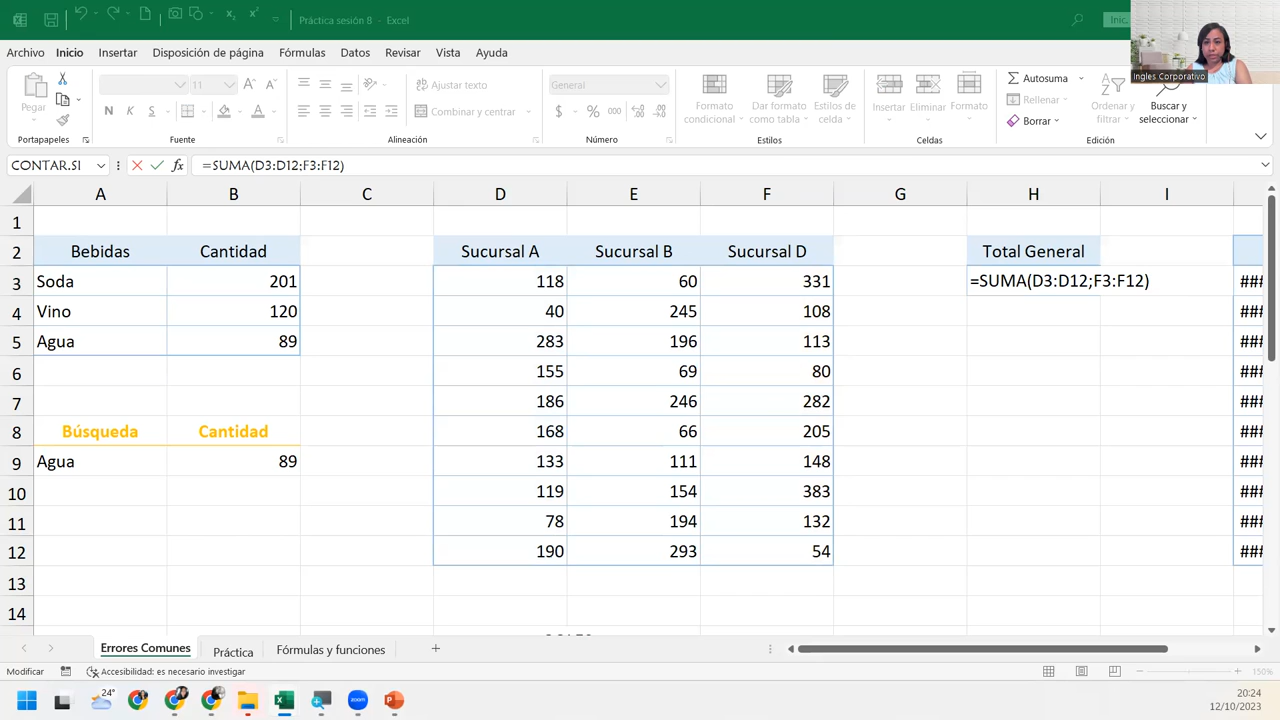 Práctica sesión 8 - Excel
Inic.
Ingles Corporativo
Archivo Inicio Insertar Disposición de página Fórmulas Datos Revisar Vista Ayuda
Pegar
11
Ajustar texto
General
Autosuma
N K S
Combinar y centrar
$ % 000
Formato condicional
Dar formato como tabla
Estilos de celda
Insertar
Eliminar
Formato
Rellenar
Borrar
Ordenar y filtrar
Buscar y seleccionar
Portapapeles Fuente Alineación Número Estilos Celdas Edición
CONTAR.SI fx =SUMA(D3:D12;F3:F12)
A B C D E F G H I
1
2 Bebidas Cantidad Sucursal A Sucursal B Sucursal D Total General
3 Soda 201 118 60 331 =SUMA(D3:D12;F3:F12) ###
4 Vino 120 40 245 108 ###
5 Agua 89 283 196 113 ###
6 155 69 80 ###
7 186 246 282 ###
8 Búsqueda Cantidad 168 66 205 ###
9 Agua 89 133 111 148 ###
10 119 154 383 ###
11 78 194 132 ###
12 190 293 54 ###
13
14
Errores Comunes Práctica Fórmulas y funciones
Modificar Accesibilidad: es necesario investigar 150%
24°
zoom
20:24
12/10/2023